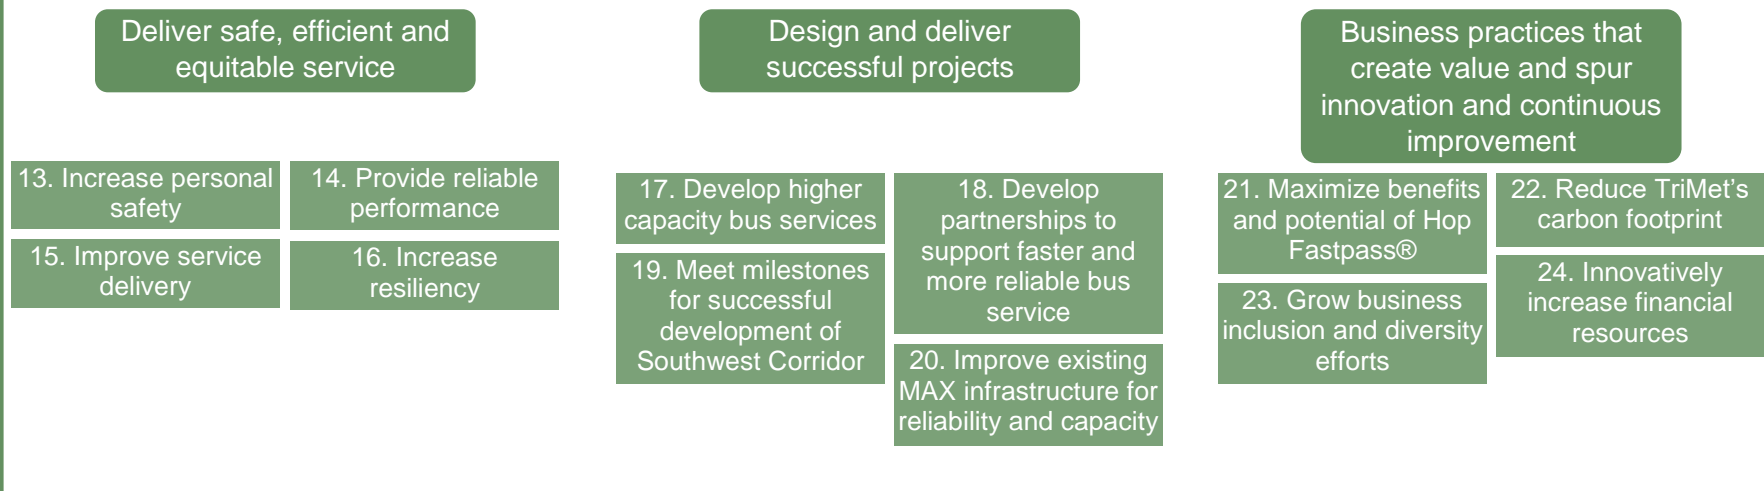 Deliver safe, efficient and
equitable service
13. Increase personal
safety
14. Provide reliable
performance
15. Improve service
delivery
16. Increase
resiliency
Design and deliver
successful projects
17. Develop higher
capacity bus services
18. Develop
partnerships to
support faster and
more reliable bus
service
19. Meet milestones
for successful
development of
Southwest Corridor
20. Improve existing
MAX infrastructure for
reliability and capacity
Business practices that
create value and spur
innovation and continuous
improvement
21. Maximize benefits
and potential of Hop
Fastpass®
22. Reduce TriMet’s
carbon footprint
23. Grow business
inclusion and diversity
efforts
24. Innovatively
increase financial
resources